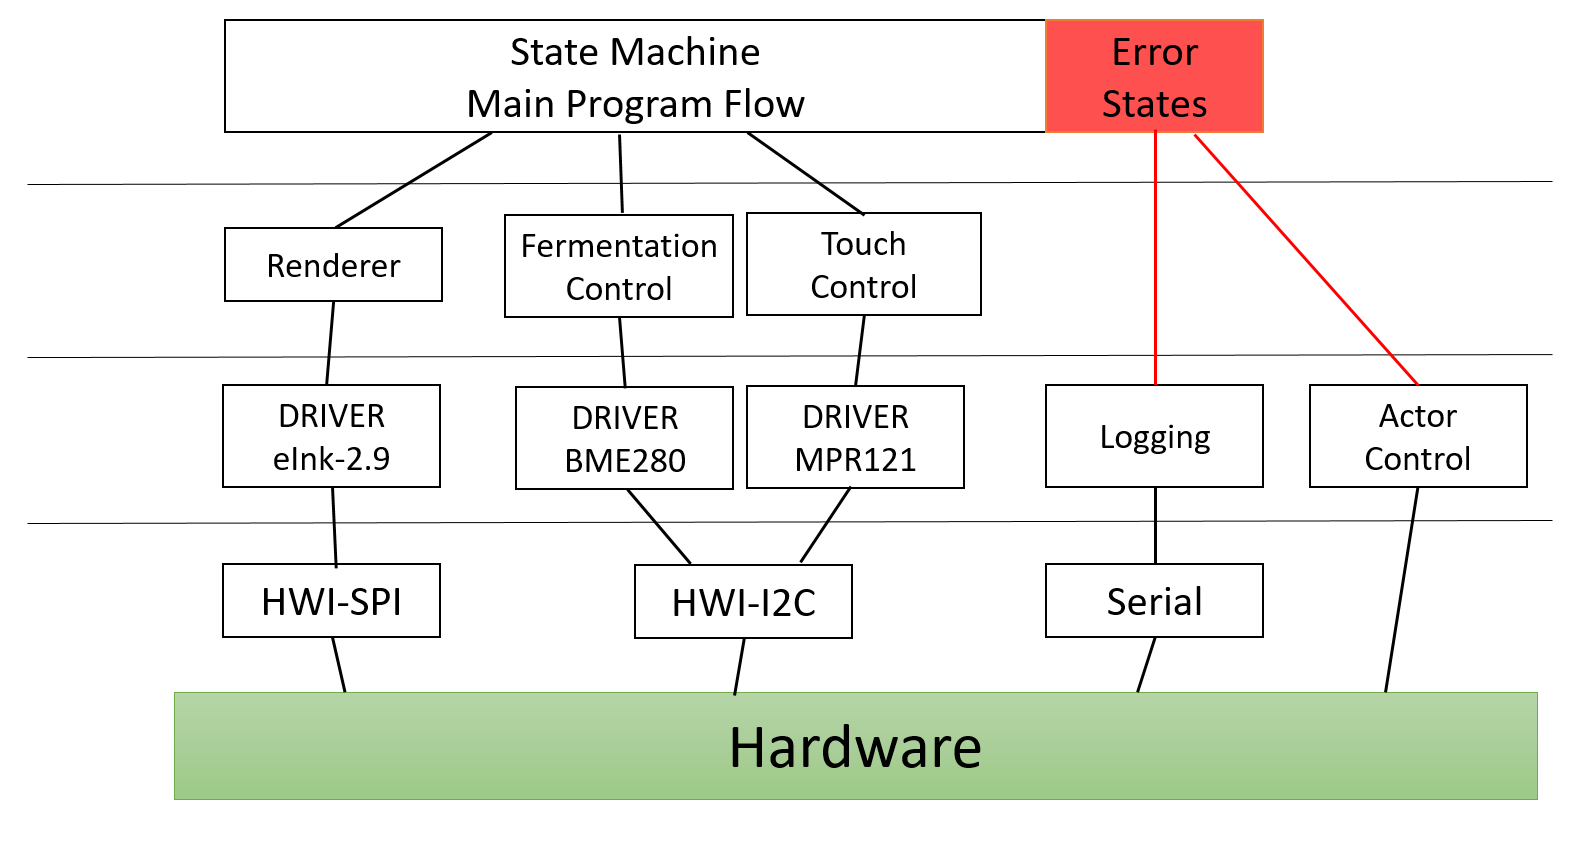 State Machine
Main Program Flow
Error
States
Renderer
Fermentation
Control
Touch
Control
DRIVER
eInk-2.9
DRIVER
BME280
DRIVER
MPR121
Logging
Actor
Control
HWI-SPI
HWI-I2C
Serial
Hardware